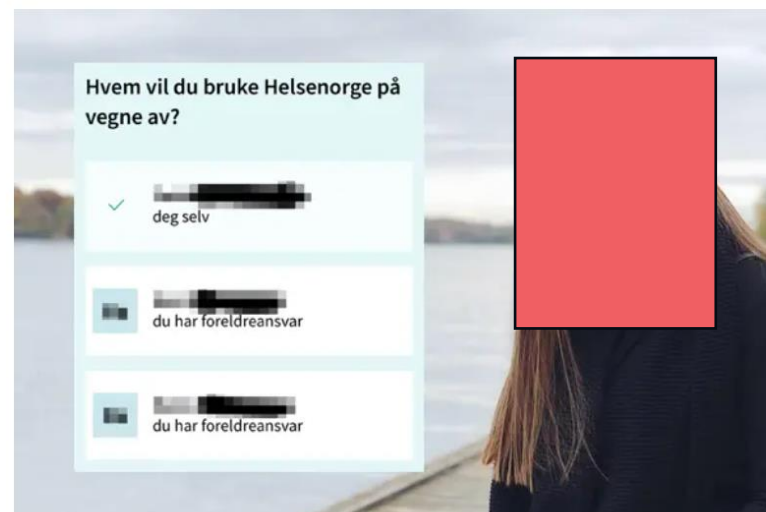 Hvem vil du bruke Helsenorge på
vegne av?
deg selv
du har foreldreansvar
du har foreldreansvar